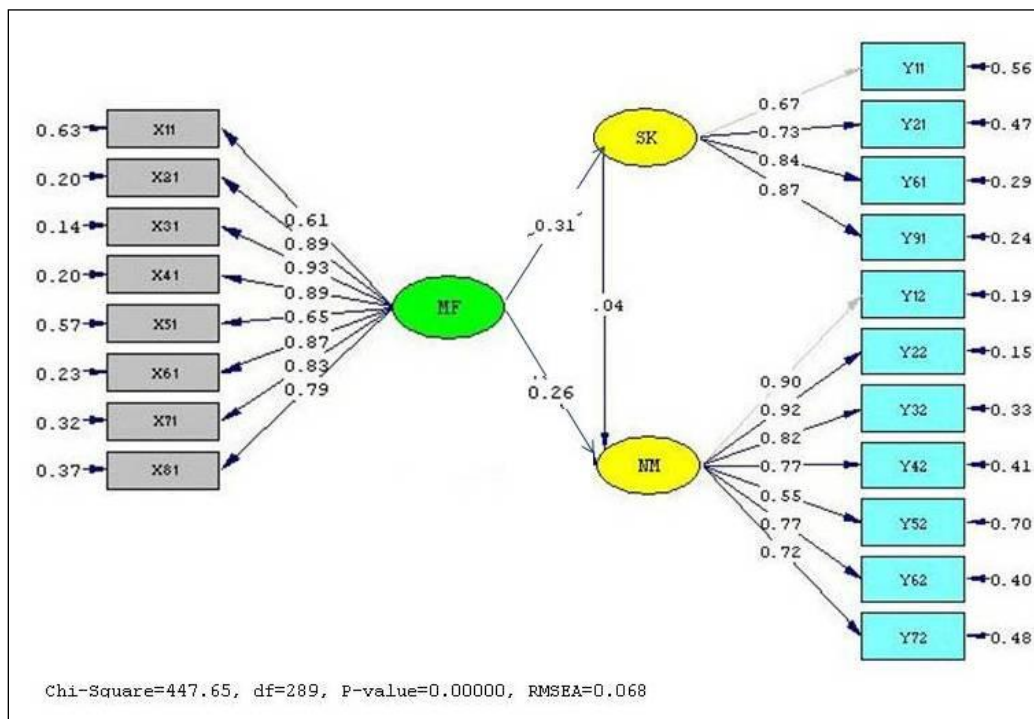 0.63
X11
0.20
X21
0.14
X31
0.20
X41
0.57
X51
0.23
X61
0.32
X71
0.37
X81
0.61
0.89
0.93
0.89
0.65
0.87
0.83
0.79
MF
0.31
0.26
SK
.04
NM
0.67
0.73
0.84
0.87
0.90
0.92
0.82
0.77
0.55
0.77
0.72
Y11
0.56
Y21
0.47
Y61
0.29
Y91
0.24
Y12
0.19
Y22
0.15
Y32
0.33
Y42
0.41
Y52
0.70
Y62
0.40
Y72
0.48
Chi-Square=447.65, df=289, P-value=0.00000, RMSEA=0.068